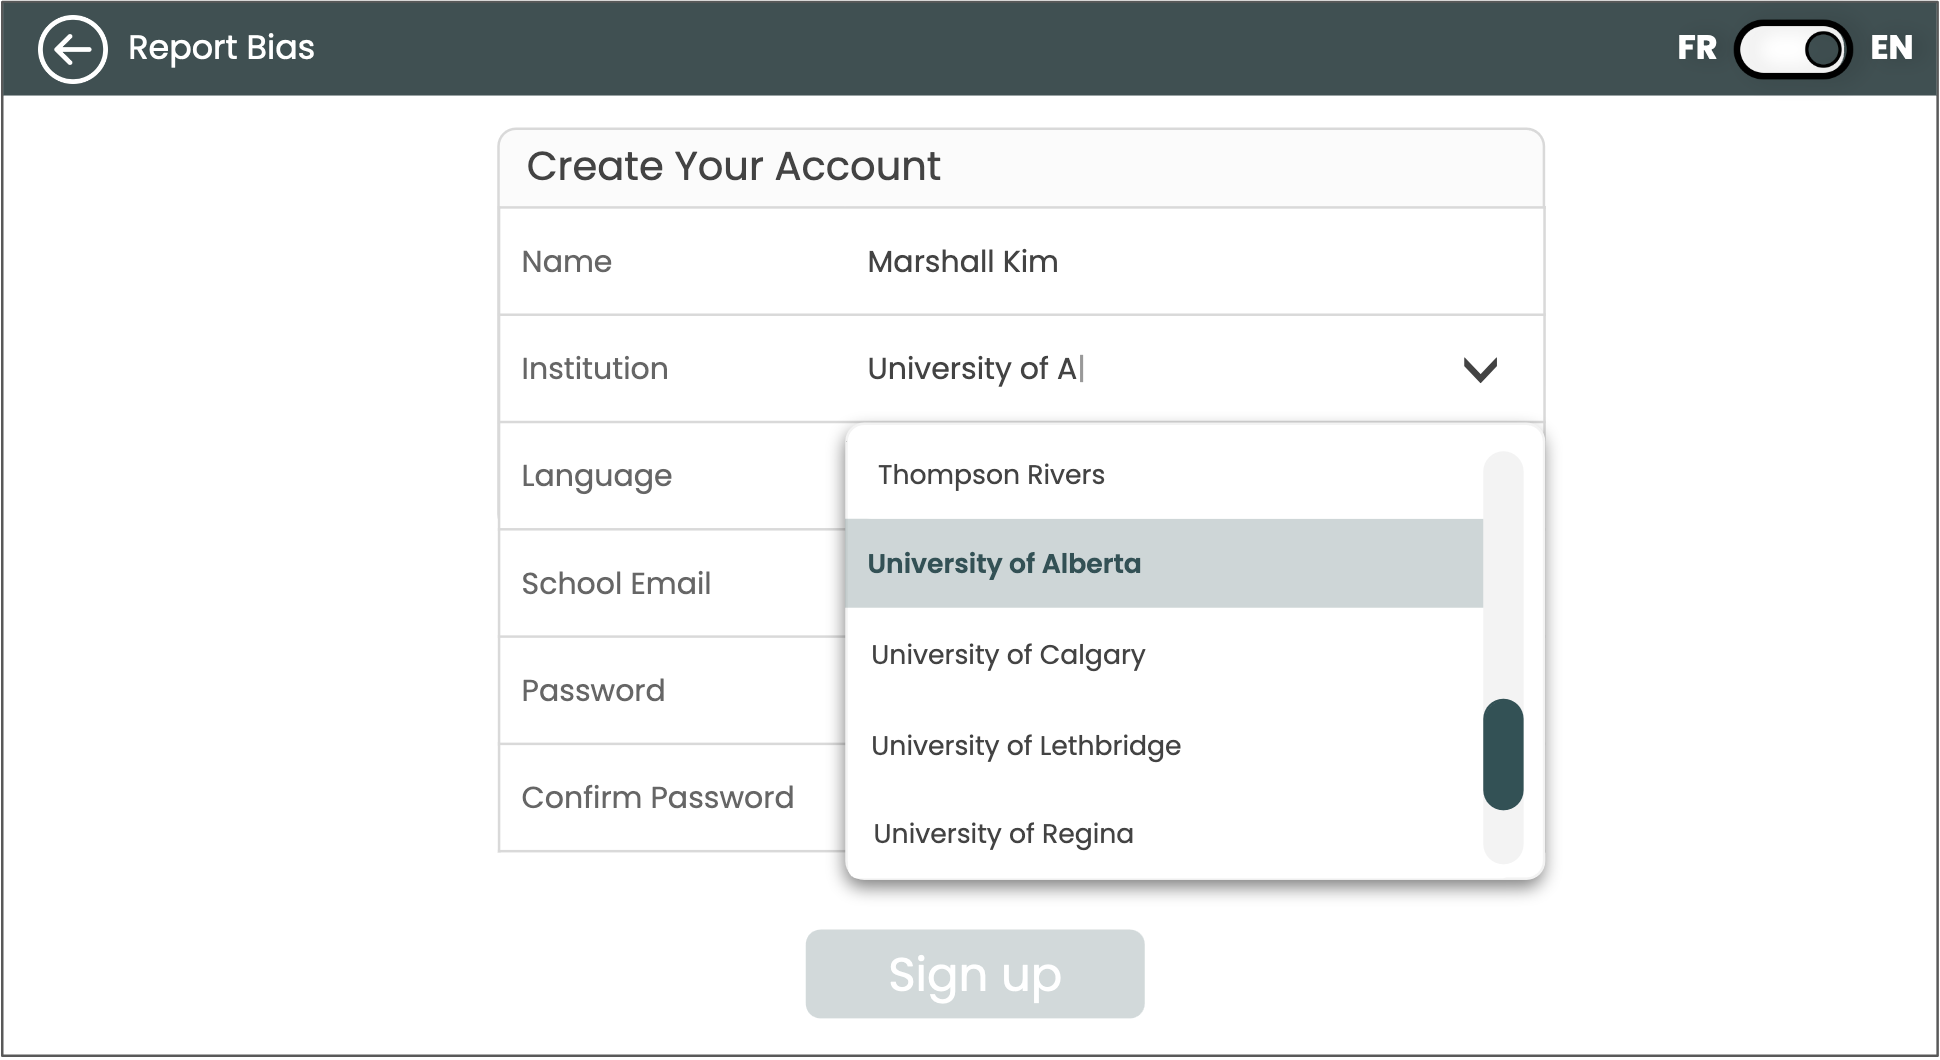 Report Bias
FR EN
Create Your Account
Name Marshall Kim
Institution University of A
Language
Thompson Rivers
University of Alberta
School Email
University of Calgary
Password
University of Lethbridge
Confirm Password
University of Regina
Sign up